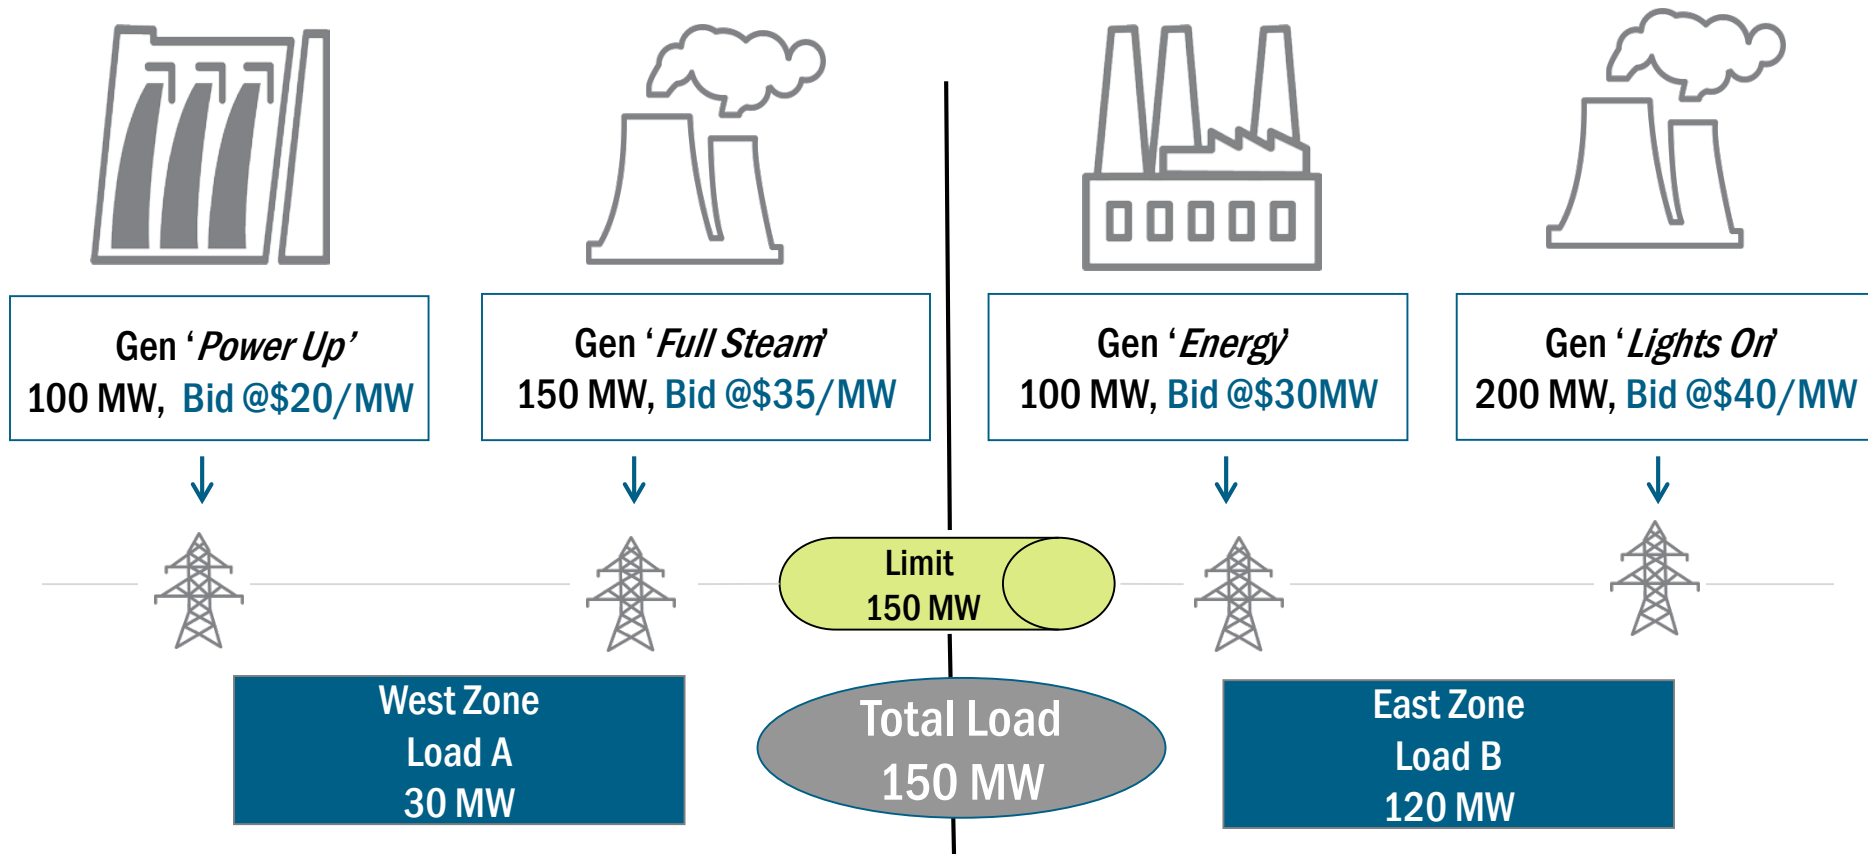 Gen ‘Power Up’
100 MW, Bid @$20/MW
Gen ‘Full Steam’
150 MW, Bid @$35/MW
Gen ‘Energy’
100 MW, Bid @$30MW
Gen ‘Lights On’
200 MW, Bid @$40/MW
Limit
150 MW
West Zone
Load A
30 MW
Total Load
150 MW
East Zone
Load B
120 MW